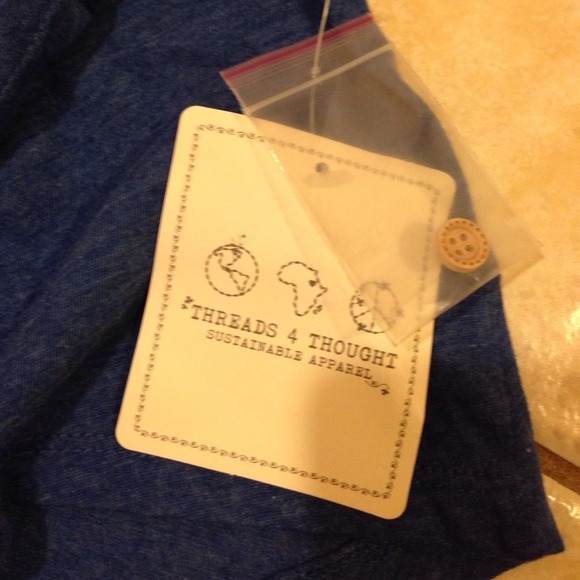 THREADS 4 THOUGHT
SUSTAINABLE APPAREL